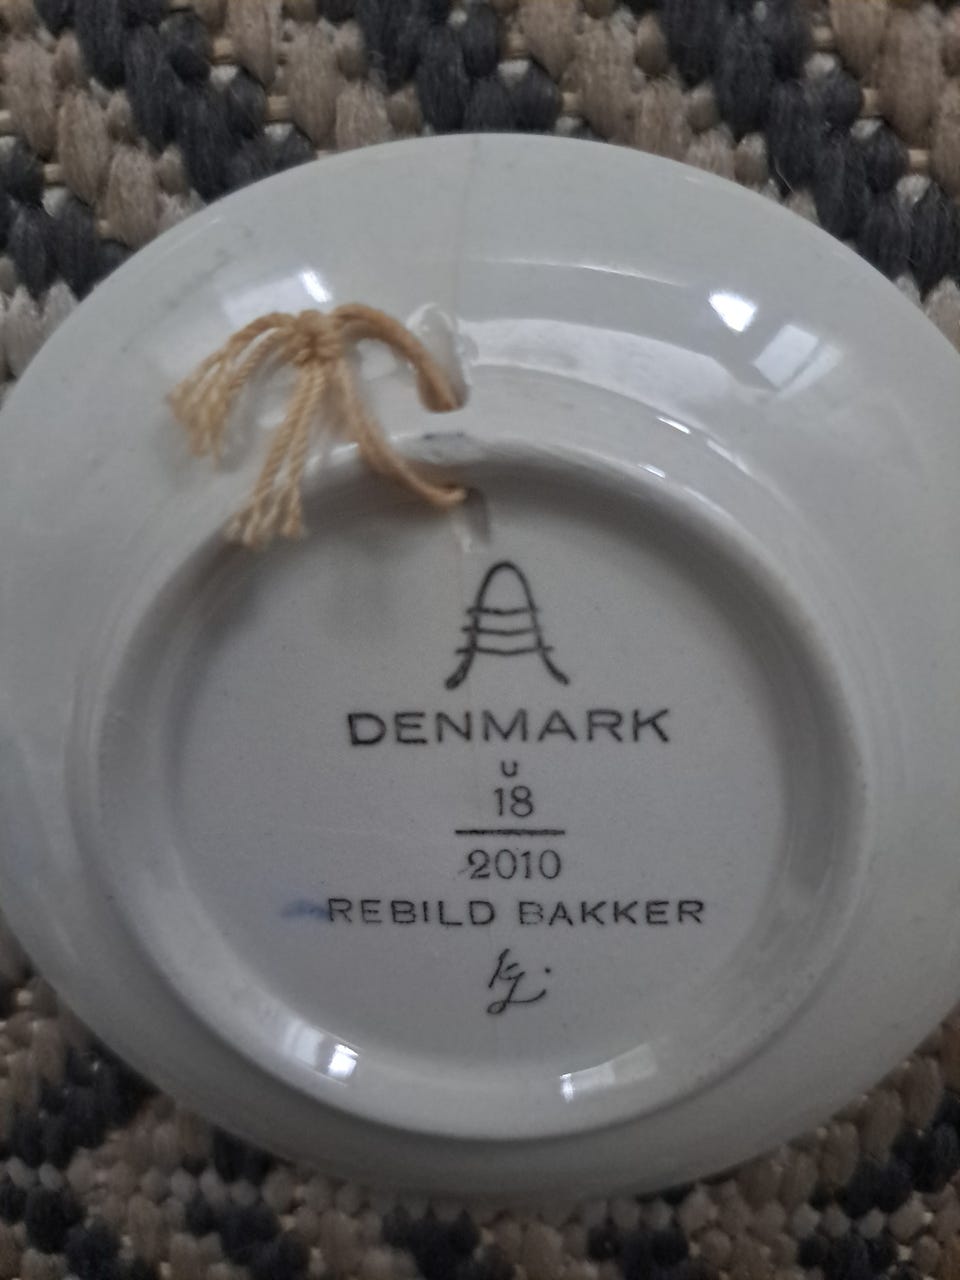 DENMARK
u
18
2010
REBILD BAKKER